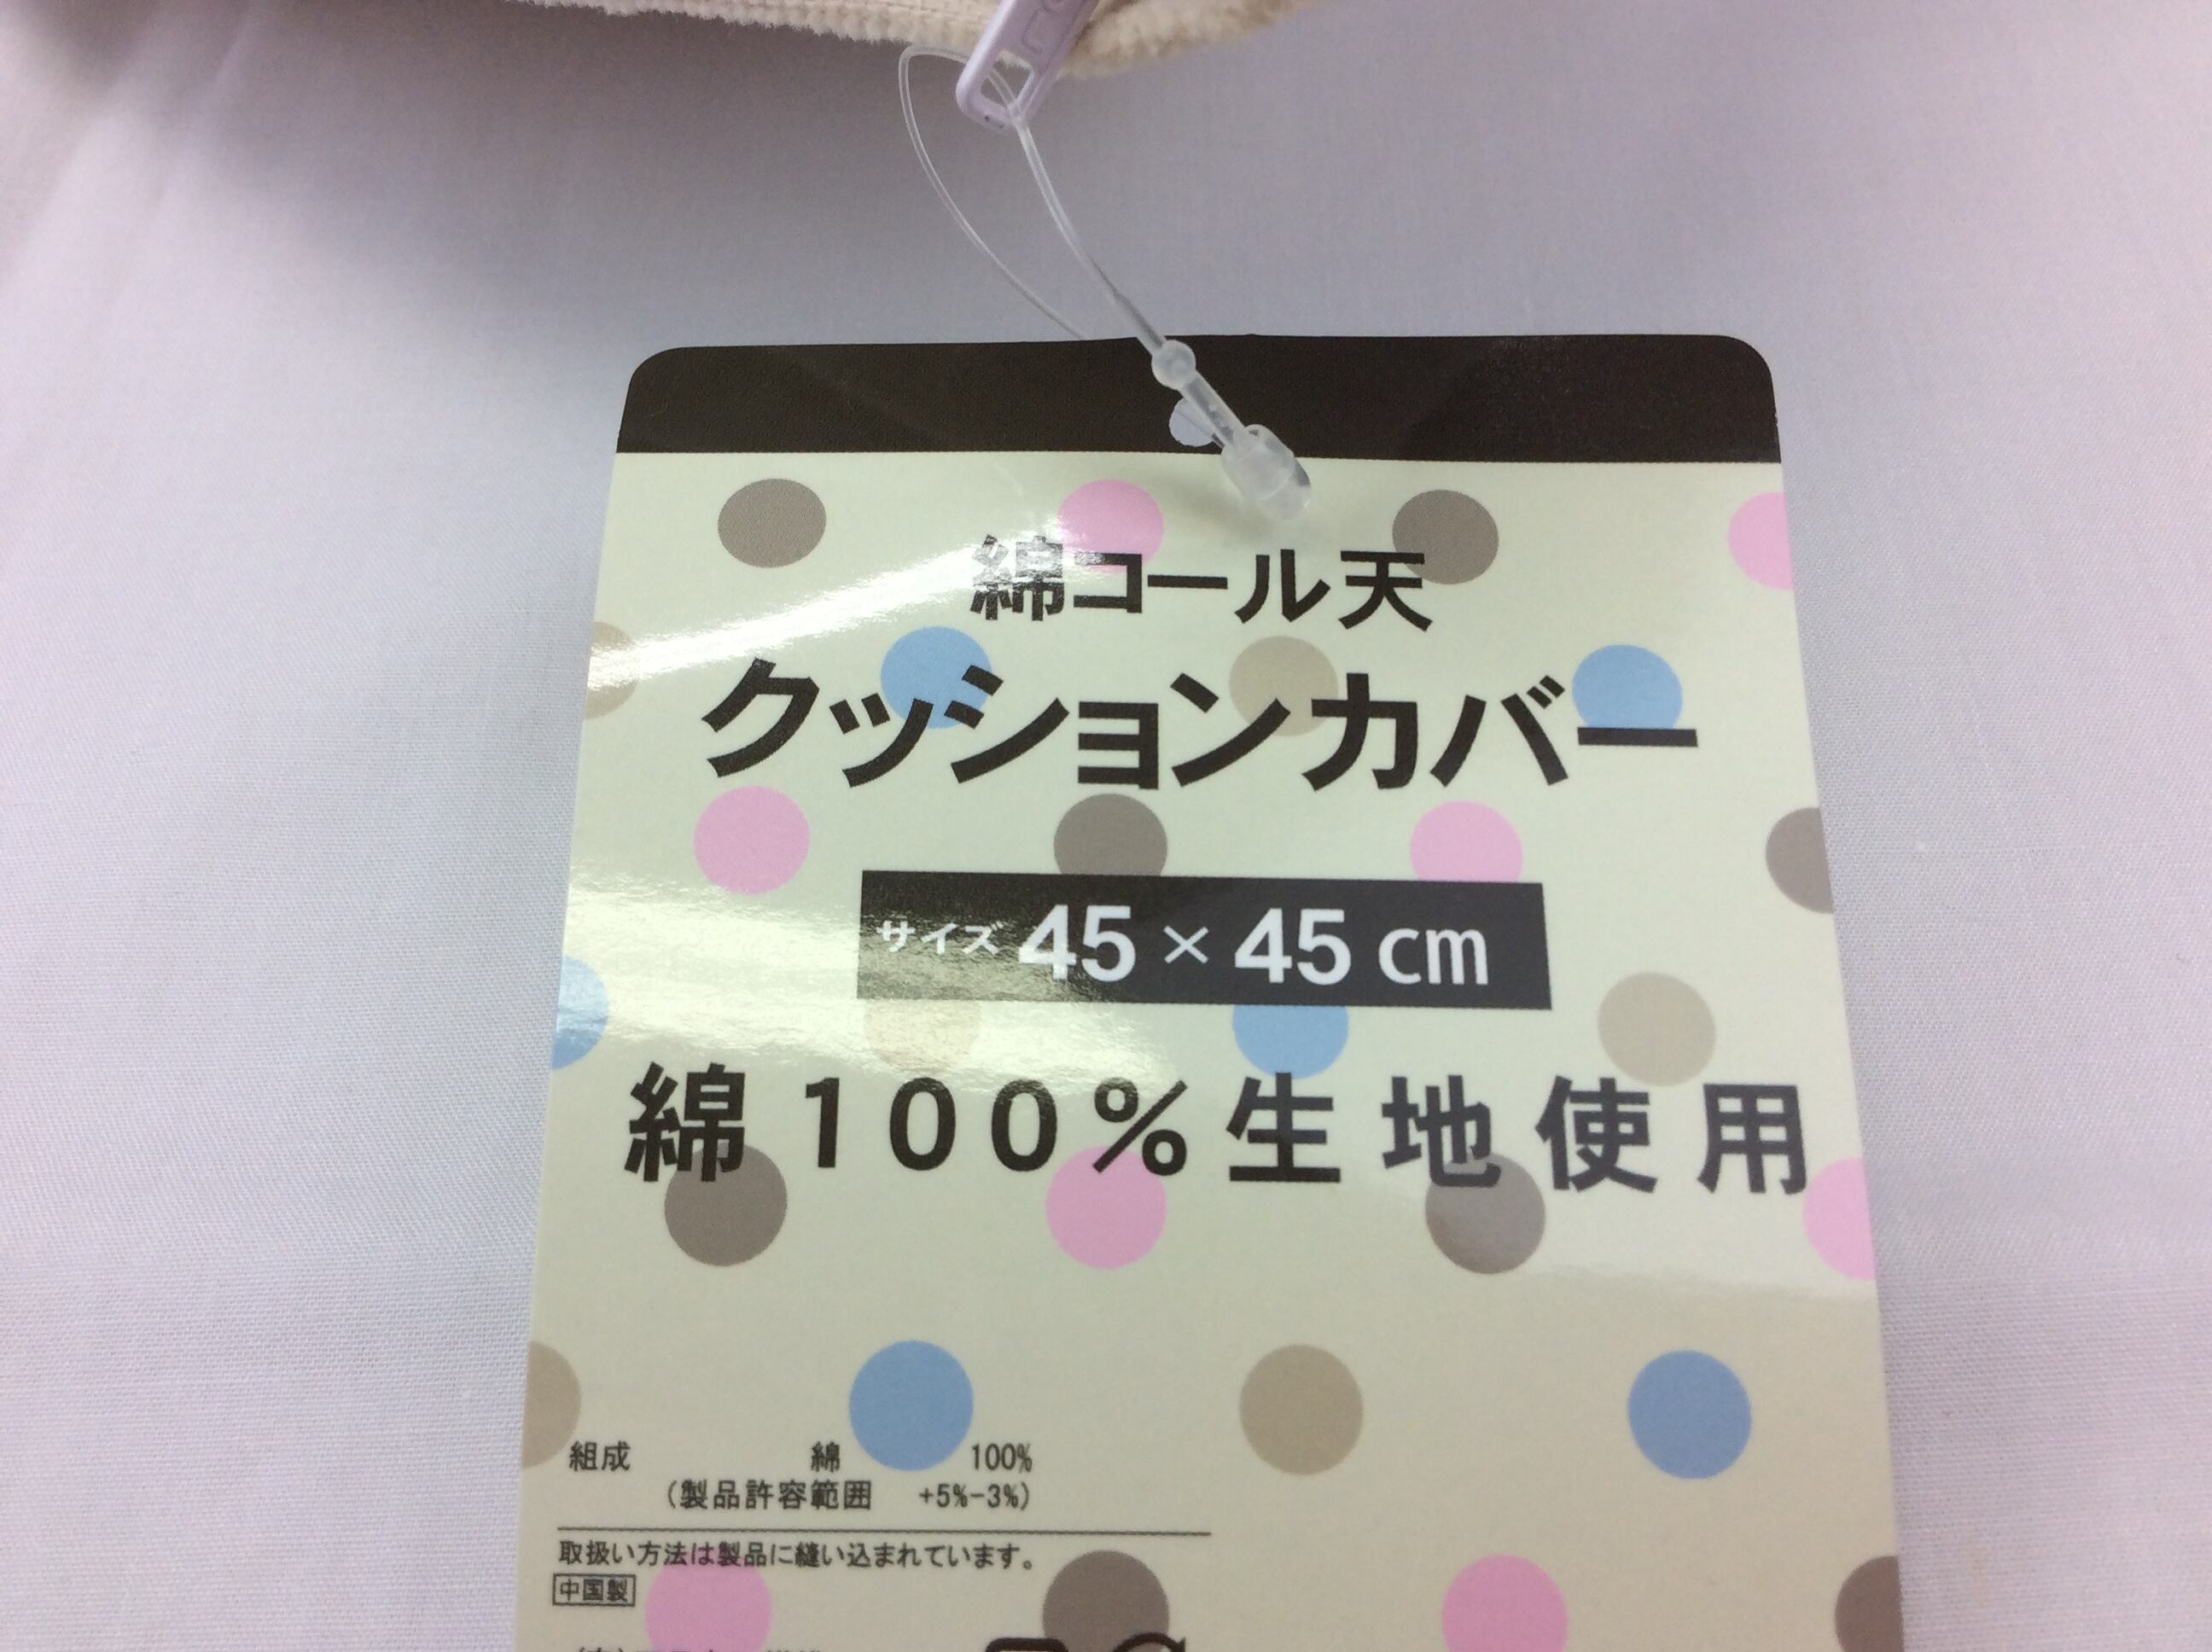 綿コール天
クッションカバー
サイズ 45×45cm
綿100%生地使用
組成 綿 100%
(製品許容範囲 +5%-3%)
取扱い方法は製品に縫い込まれています。
中国製